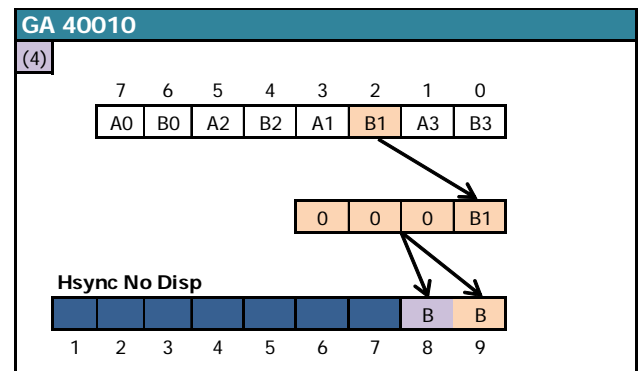 GA 40010
(4)
7 6 5 4 3 2 1 0
A0 B0 A2 B2 A1 B1 A3 B3
0 0 0 B1
Hsync No Disp
B B
1 2 3 4 5 6 7 8 9